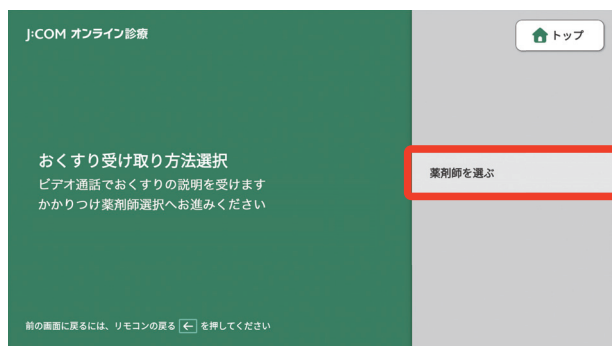 J:COM オンライン診療
トップ
おくすり受け取り方法選択
ビデオ通話でおくすりの説明を受けます
かかりつけ薬剤師選択へお進みください
薬剤師を選ぶ
前の画面に戻るには、リモコンの戻る ← を押してください